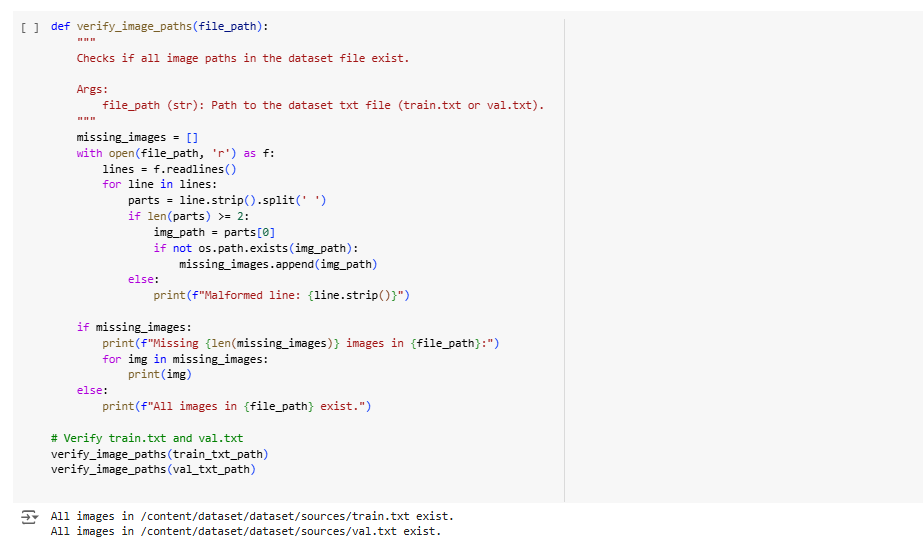 [ ] def verify_image_paths(file_path):
    """
    Checks if all image paths in the dataset file exist.

    Args:
        file_path (str): Path to the dataset txt file (train.txt or val.txt).
    """
    missing_images = []
    with open(file_path, 'r') as f:
        lines = f.readlines()
        for line in lines:
            parts = line.strip().split(' ')
            if len(parts) >= 2:
                img_path = parts[0]
                if not os.path.exists(img_path):
                    missing_images.append(img_path)
            else:
                print(f"Malformed line: {line.strip()}")

    if missing_images:
        print(f"Missing {len(missing_images)} images in {file_path}:")
        for img in missing_images:
            print(img)
    else:
        print(f"All images in {file_path} exist.")

# Verify train.txt and val.txt
verify_image_paths(train_txt_path)
verify_image_paths(val_txt_path)

All images in /content/dataset/dataset/sources/train.txt exist.
All images in /content/dataset/dataset/sources/val.txt exist.